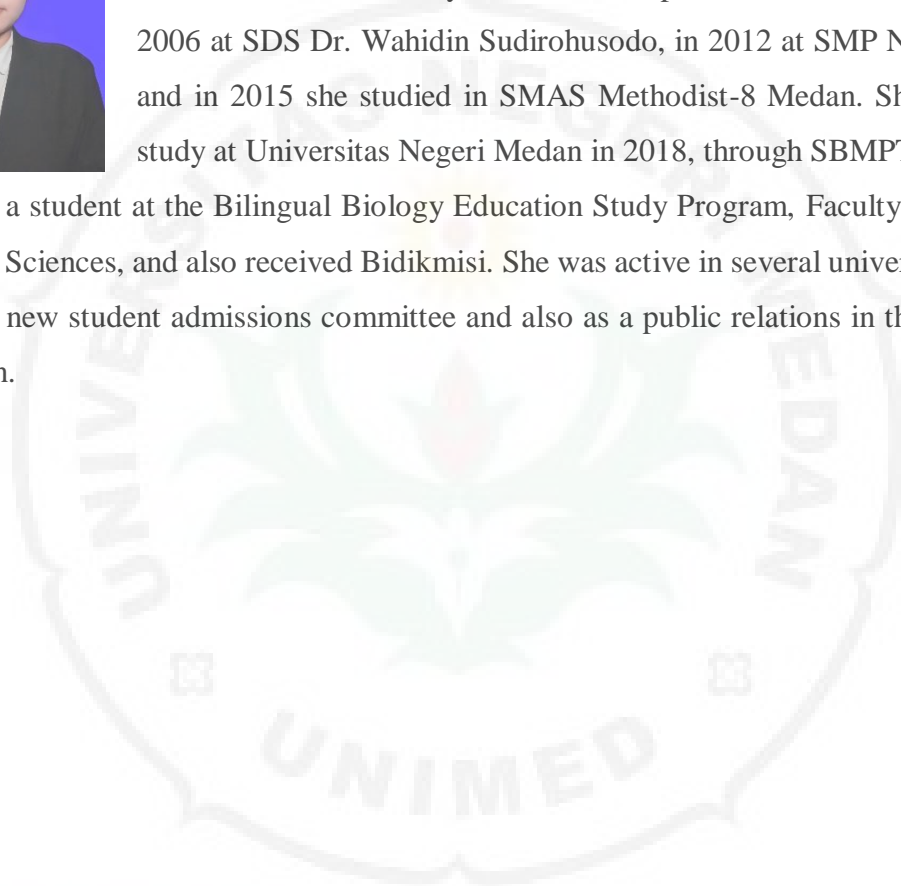 2006 at SDS Dr. Wahidin Sudirohusodo, in 2012 at SMP N
and in 2015 she studied in SMAS Methodist-8 Medan. Sh
study at Universitas Negeri Medan in 2018, through SBMPT
a student at the Bilingual Biology Education Study Program, Faculty
Sciences, and also received Bidikmisi. She was active in several univer
new student admissions committee and also as a public relations in th
n.
UNIVERSITAS NEGERI MEDAN
UNIMED